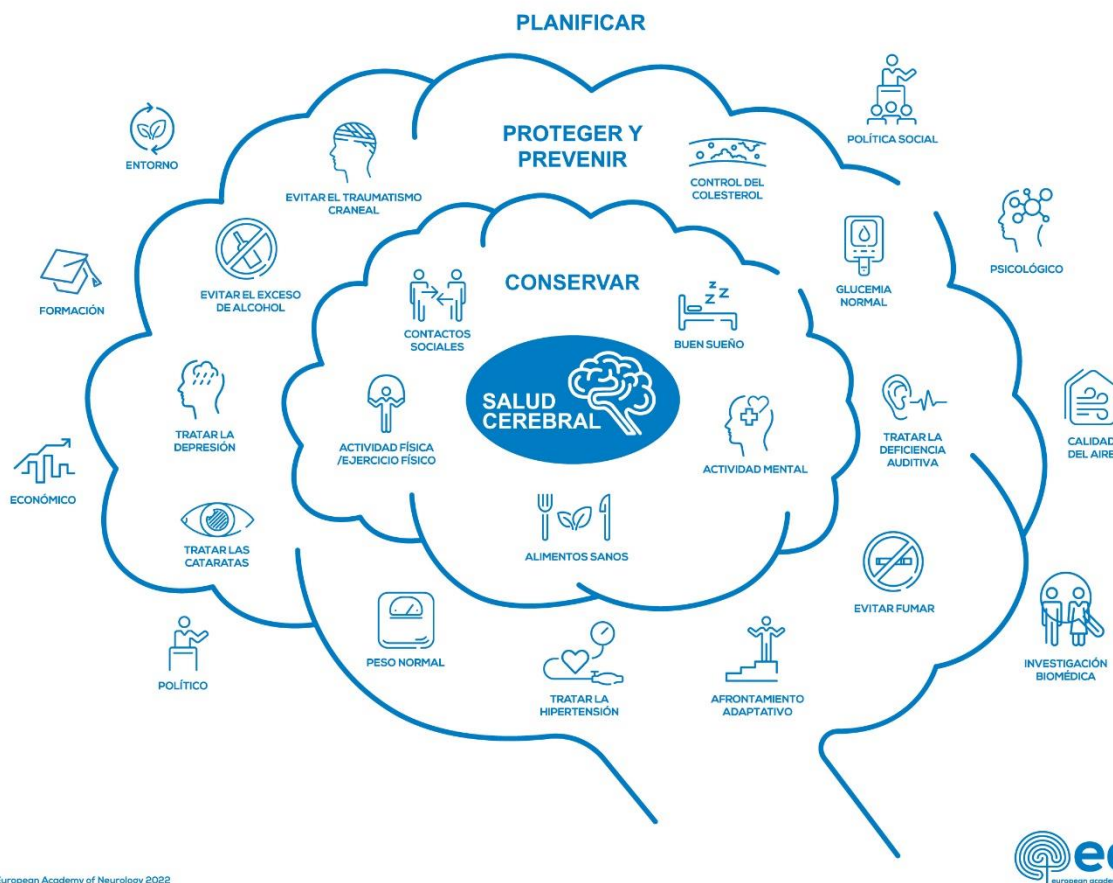 PLANIFICAR
ENTORNO
POLÍTICA SOCIAL
PROTEGER Y
PREVENIR
EVITAR EL TRAUMATISMO
CRANEAL
CONTROL DEL
COLESTEROL
FORMACIÓN
EVITAR EL EXCESO
DE ALCOHOL
GLUCEMIA
NORMAL
PSICOLÓGICO
CONSERVAR
CONTACTOS
SOCIALES
zzz
BUEN SUEÑO
SALUD
CEREBRAL
TRATAR LA
DEPRESIÓN
ACTIVIDAD FÍSICA
/EJERCICIO FÍSICO
ACTIVIDAD MENTAL
TRATAR LA
DEFICIENCIA
AUDITIVA
CALIDAD
DEL AIRE
ECONÓMICO
TRATAR LAS
CATARATAS
ALIMENTOS SANOS
EVITAR FUMAR
POLÍTICO
PESO NORMAL
TRATAR LA
HIPERTENSIÓN
AFRONTAMIENTO
ADAPTATIVO
INVESTIGACIÓN
BIOMÉDICA
European Academy of Neurology 2022
european